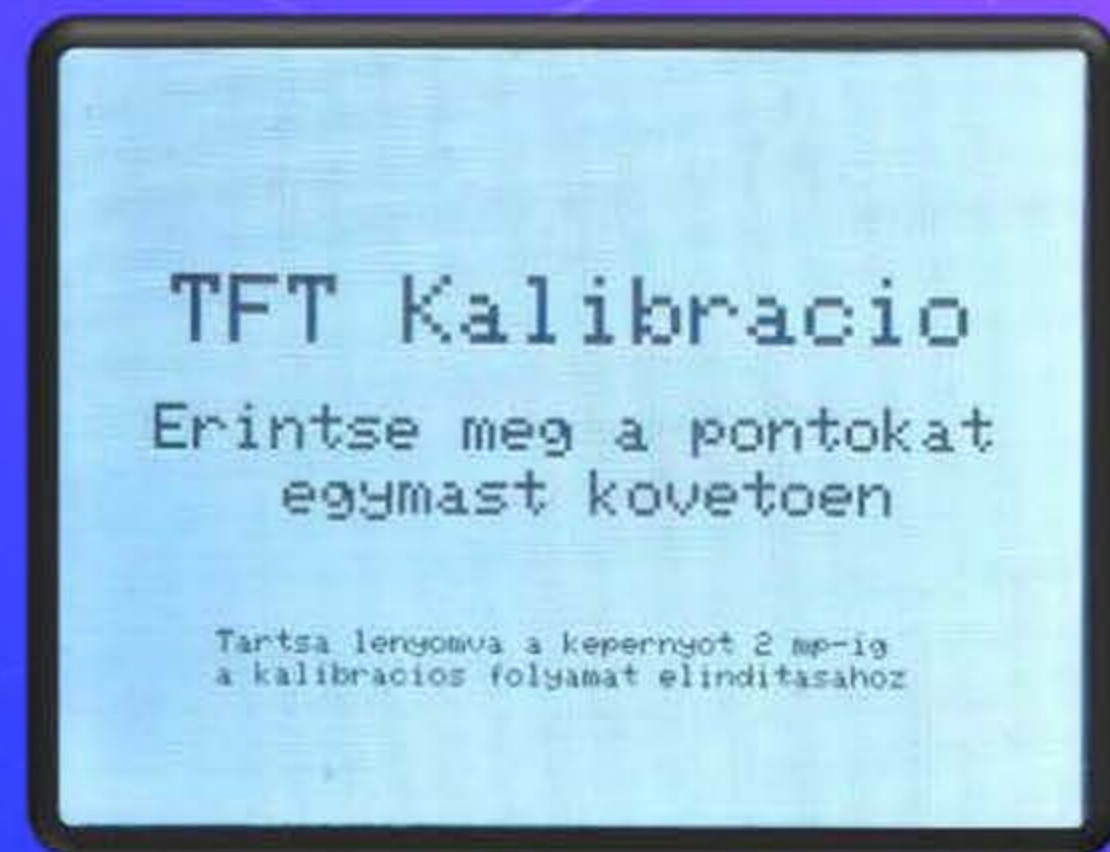 TFT Kalibracio
Erintse meg a pontokat
egymast kovetoen
Tartsa lenyomva a kepernyot 2 mp-ig
a kalibracios folyamat elinditasahoz